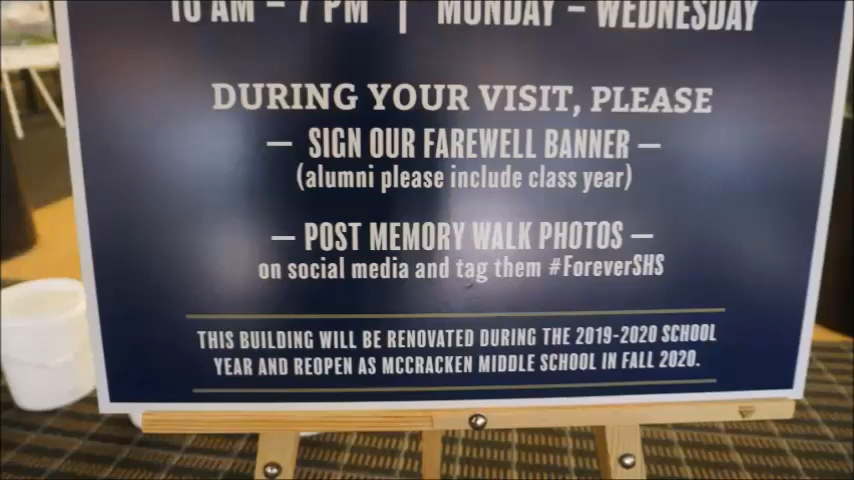 10 AM – 7 PM | MONDAY – WEDNESDAY
DURING YOUR VISIT, PLEASE
— SIGN OUR FAREWELL BANNER —
(alumni please include class year)
— POST MEMORY WALK PHOTOS —
on social media and tag them #ForeverSHS
THIS BUILDING WILL BE RENOVATED DURING THE 2019-2020 SCHOOL
YEAR AND REOPEN AS MCCRACKEN MIDDLE SCHOOL IN FALL 2020.